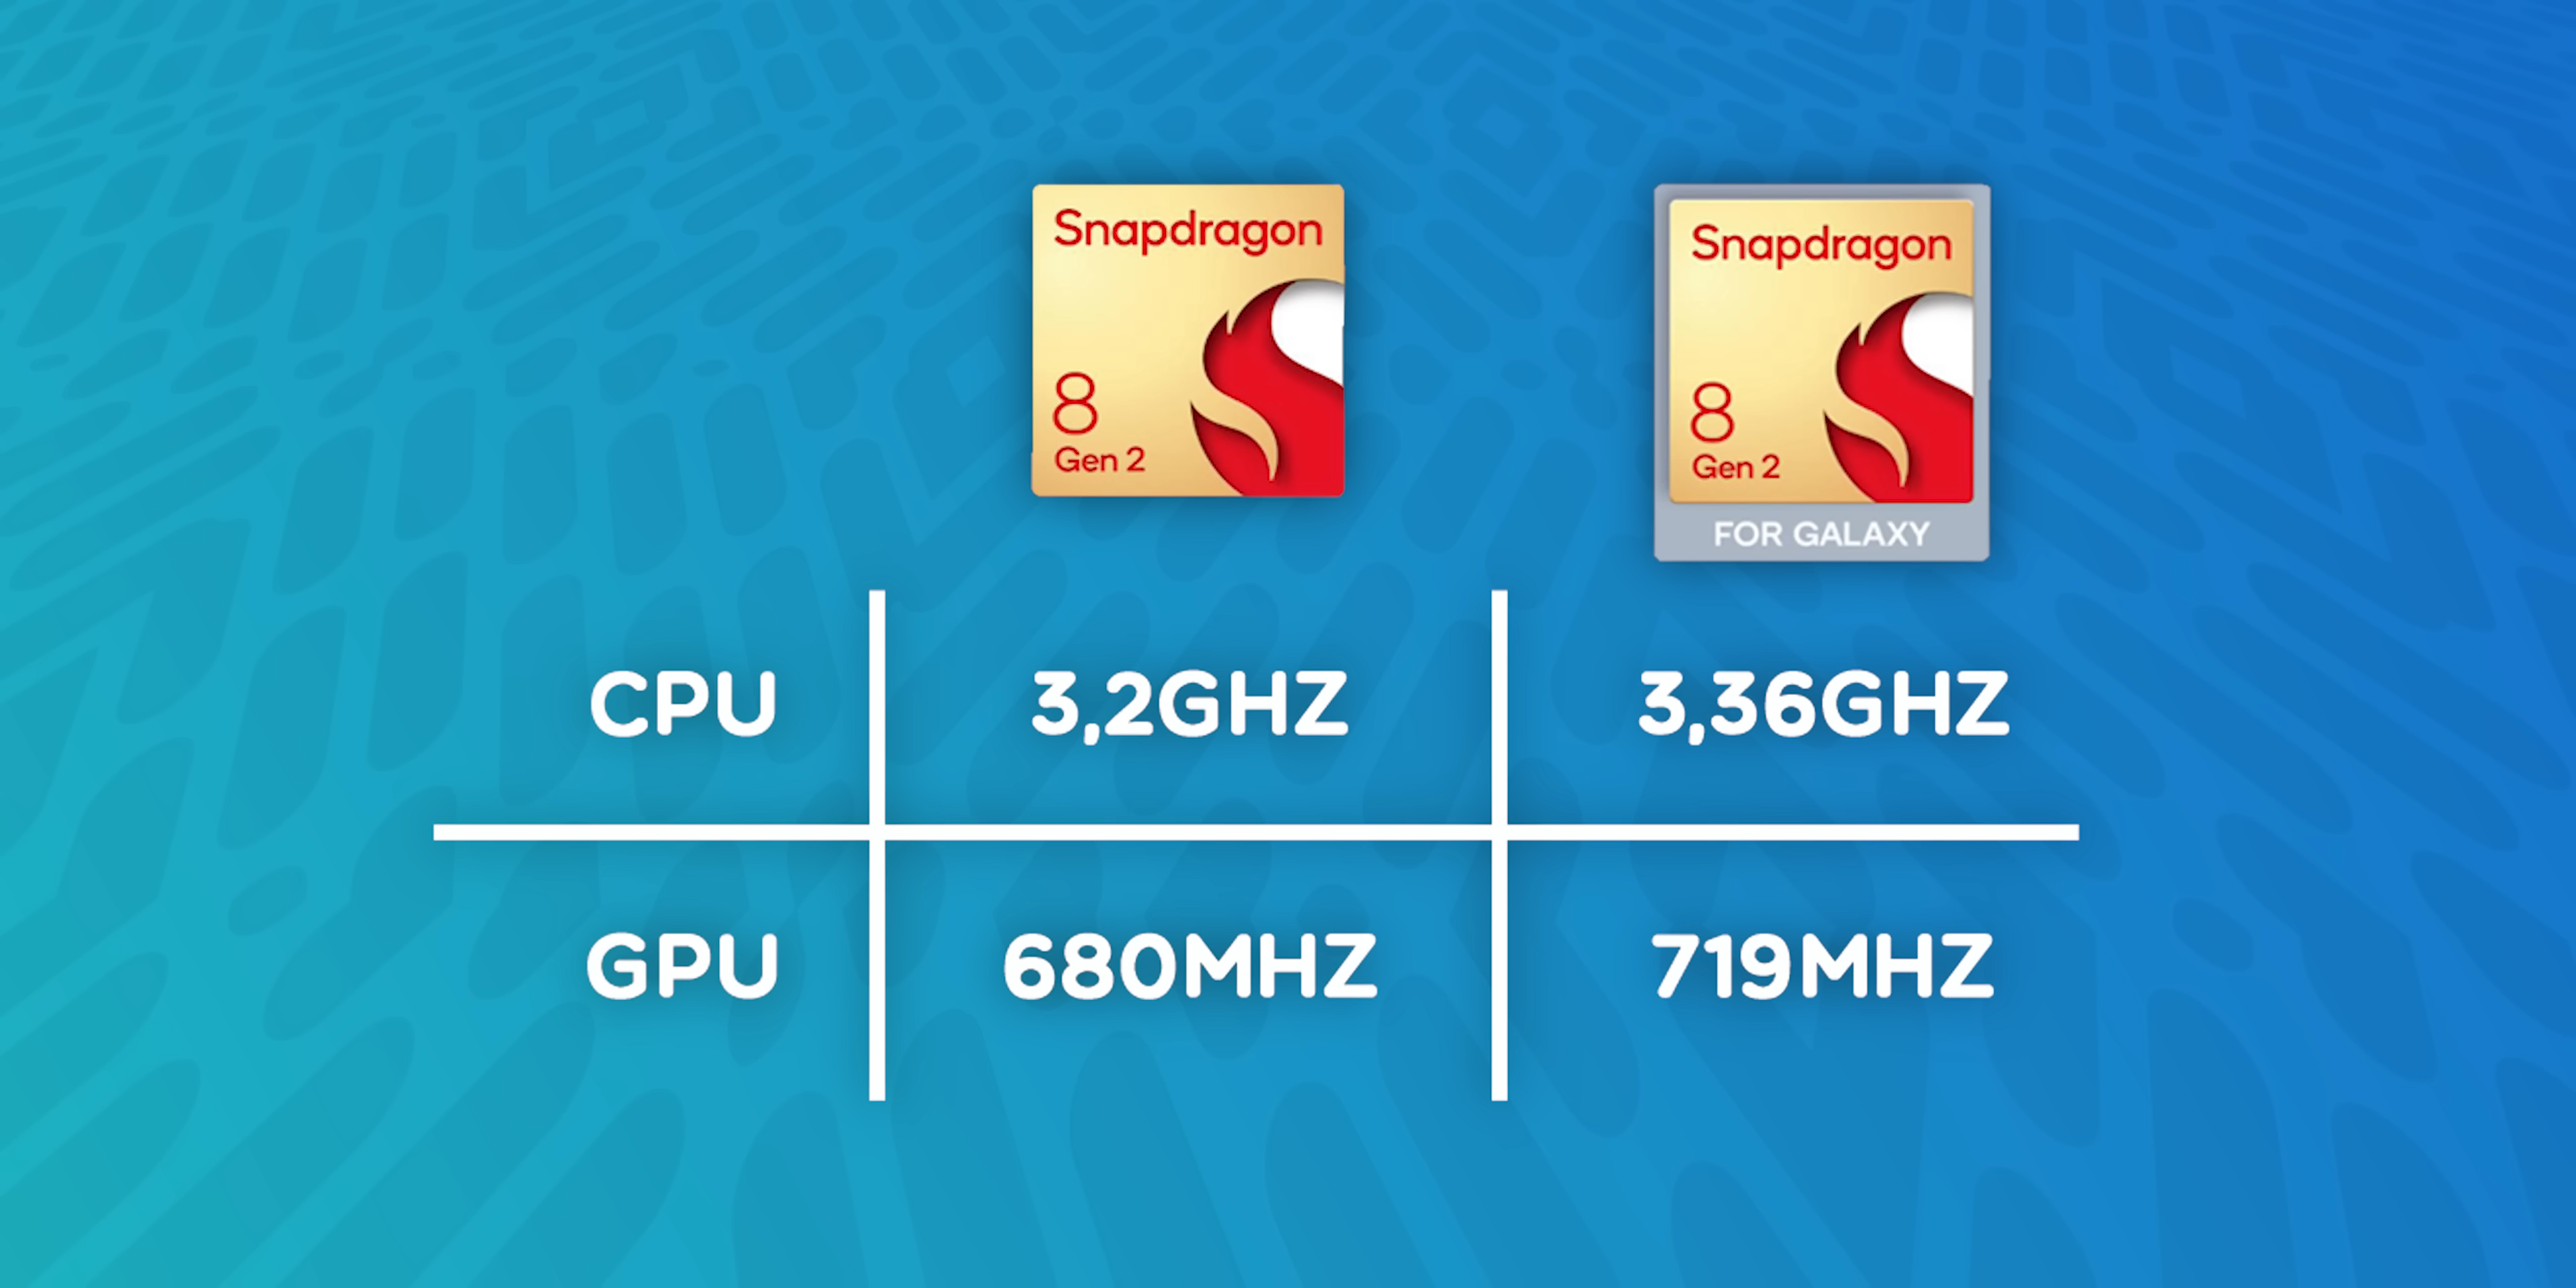 Snapdragon
8
Gen 2
Snapdragon
8
Gen 2
FOR GALAXY
CPU 3,2GHZ 3,36GHZ
GPU 680MHZ 719MHZ